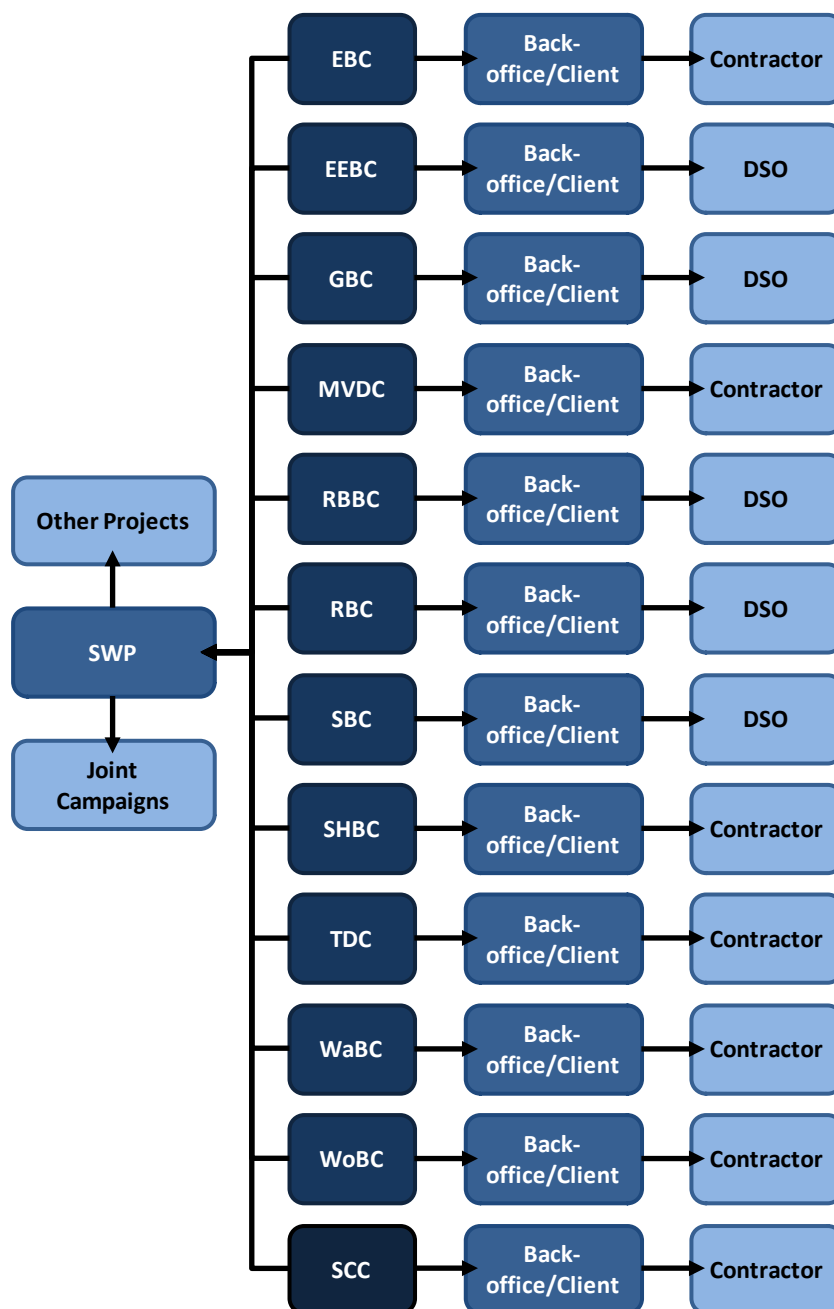 EBC
Back-
office/Client
Contractor
EEBC
Back-
office/Client
DSO
GBC
Back-
office/Client
DSO
MVDC
Back-
office/Client
Contractor
Other Projects
RBBC
Back-
office/Client
DSO
SWP
RBC
Back-
office/Client
DSO
Joint
Campaigns
SBC
Back-
office/Client
DSO
SHBC
Back-
office/Client
Contractor
TDC
Back-
office/Client
Contractor
WaBC
Back-
office/Client
Contractor
WoBC
Back-
office/Client
Contractor
SCC
Back-
office/Client
Contractor